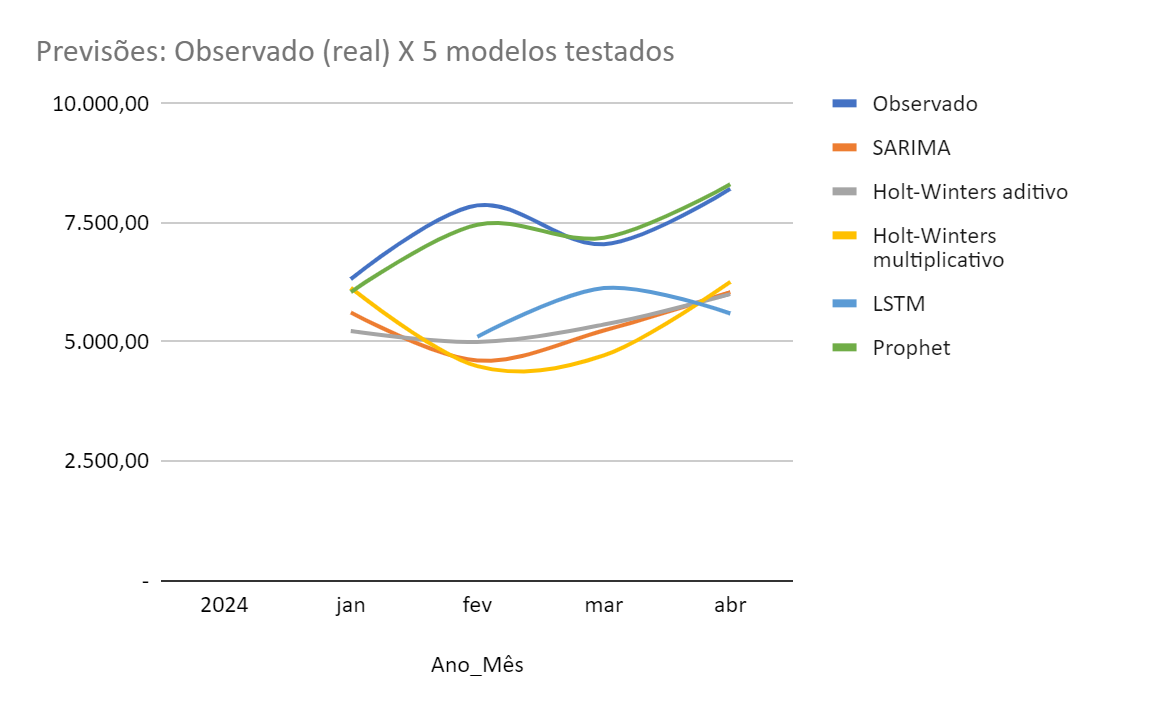 Previsões: Observado (real) X 5 modelos testados
10.000,00
7.500,00
5.000,00
2.500,00
-
2024 jan fev mar abr
Ano_Mês
Observado
SARIMA
Holt-Winters aditivo
Holt-Winters
multiplicativo
LSTM
Prophet